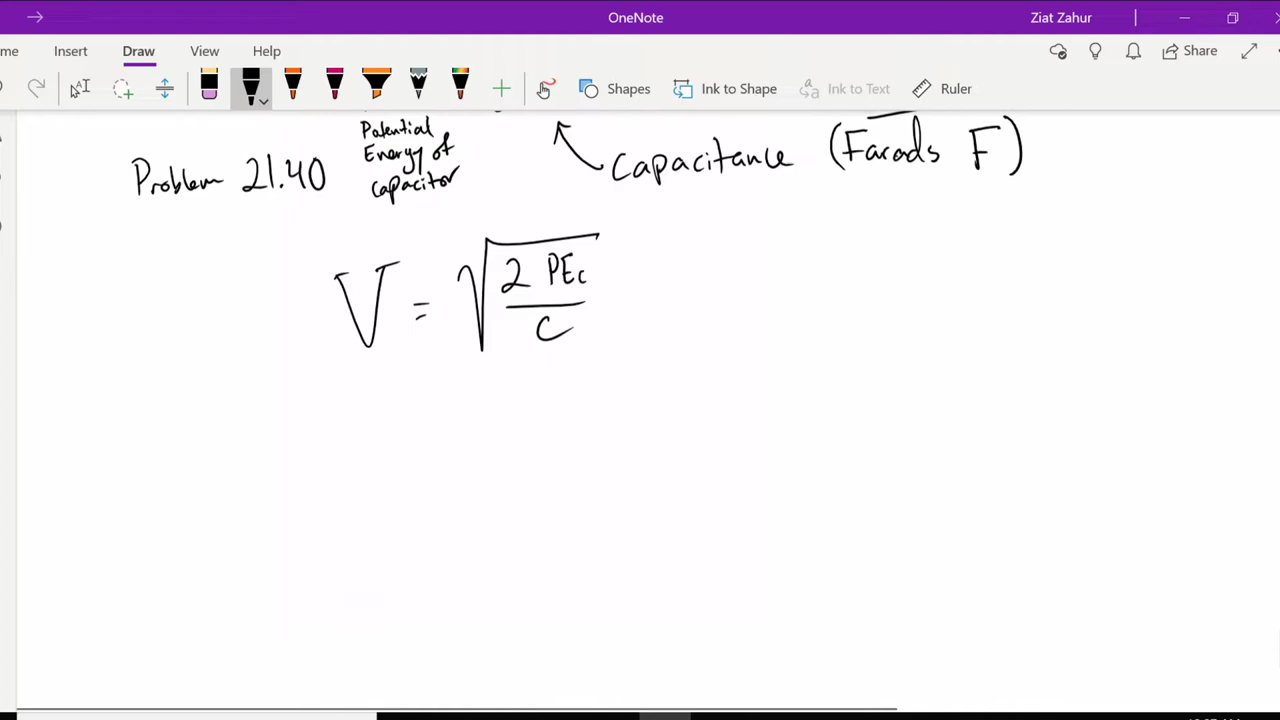 OneNote
Ziat Zahur
me Insert Draw View Help
Share
Shapes Ink to Shape Ink to Text Ruler
Potential
Energy of
capacitor
Problem 21.40
Capacitance (Farads F)
V = √(2 PEc / C)